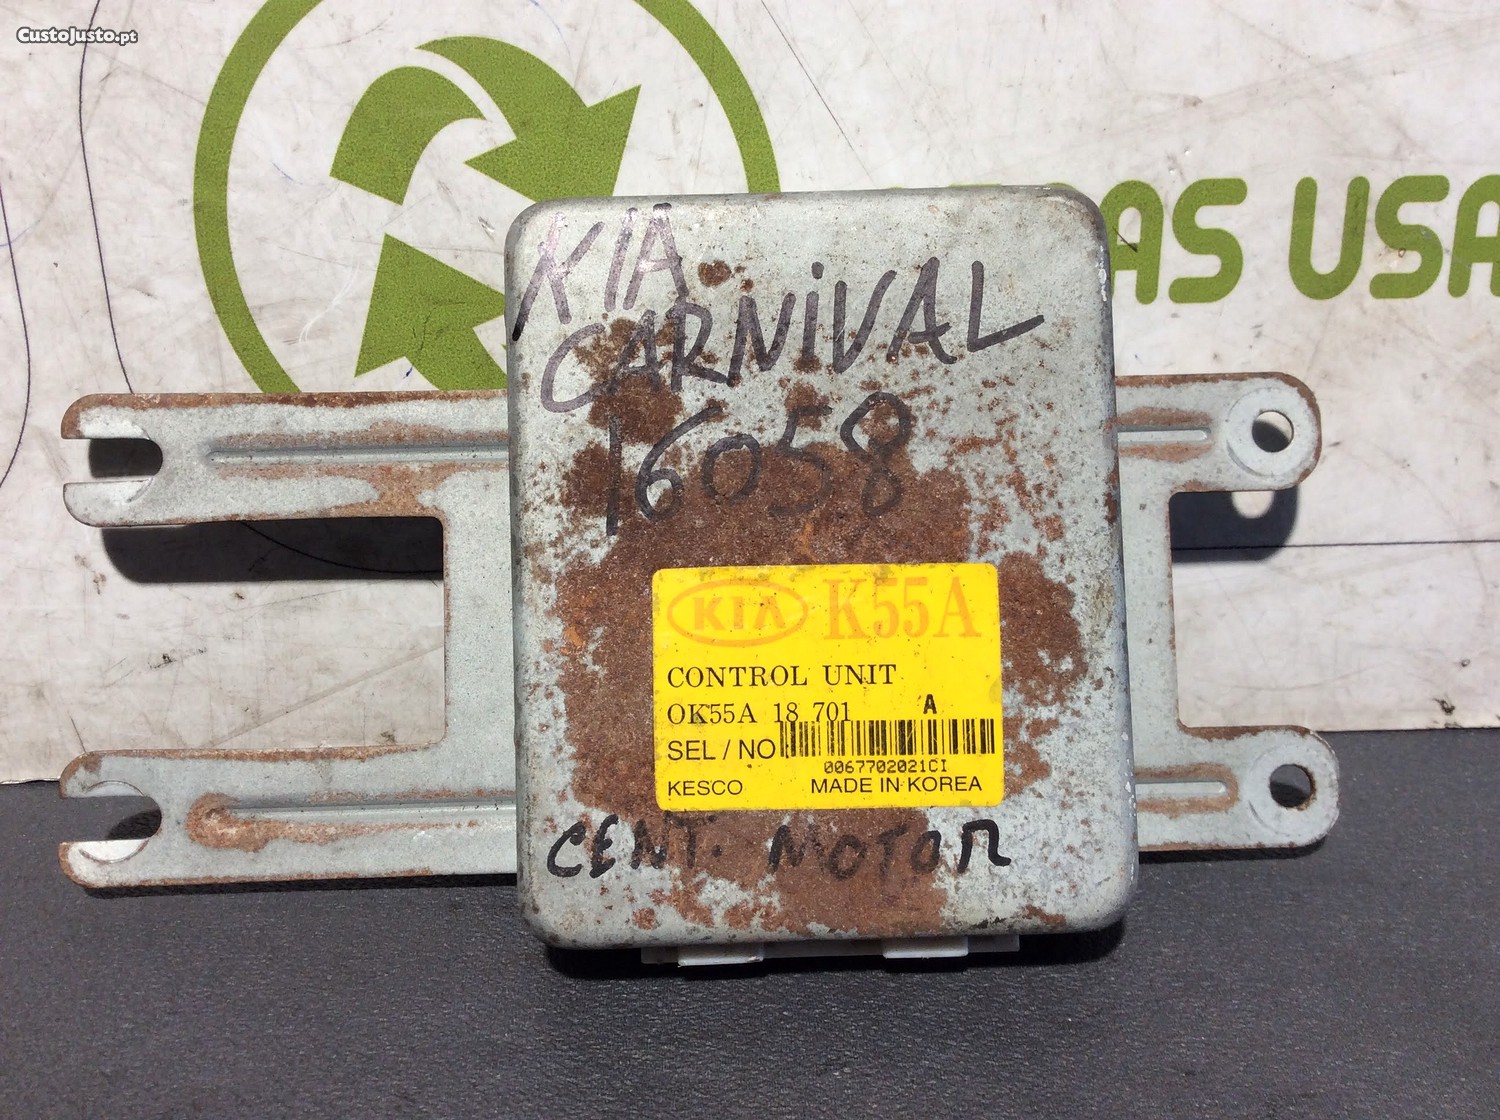 CustoJusto.pt
AS USA
KIA
CARNIVAL
16058
KIA K55A
CONTROL UNIT
OK55A 18 701 A
SEL / NO
0067702021CI
KESCO MADE IN KOREA
CENT. MOTOR